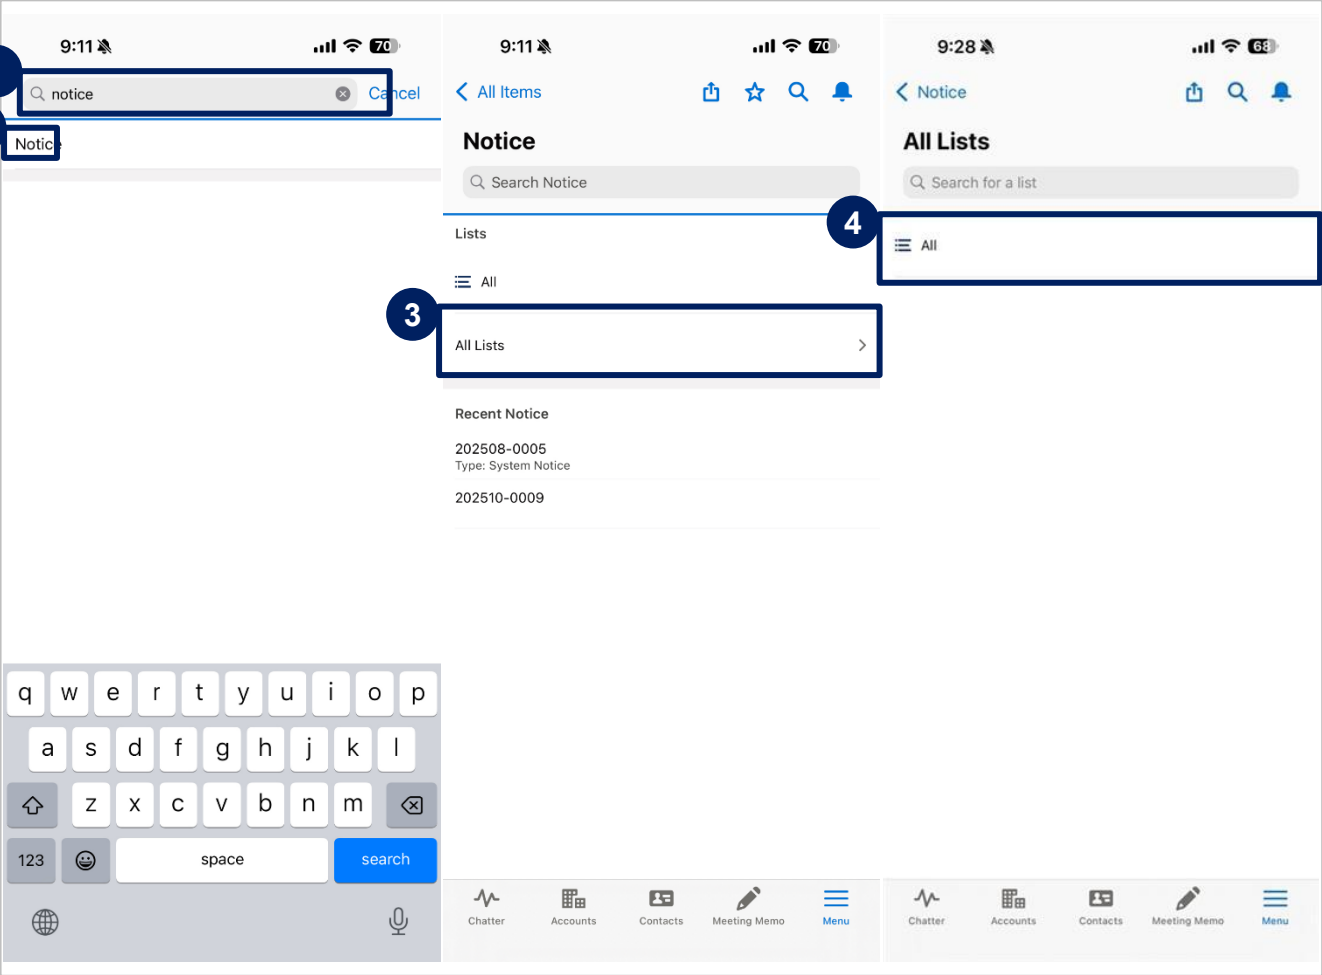 9:11
70
notice
Cancel
Notice
q w e r t y u i o p
a s d f g h j k l
z x c v b n m
123
space
search
9:11
70
All Items
Notice
Search Notice
Lists
All
3
All Lists
Recent Notice
202508-0005
Type: System Notice
202510-0009
Chatter
Accounts
Contacts
Meeting Memo
Menu
9:28
68
Notice
All Lists
Search for a list
4
All
Chatter
Accounts
Contacts
Meeting Memo
Menu